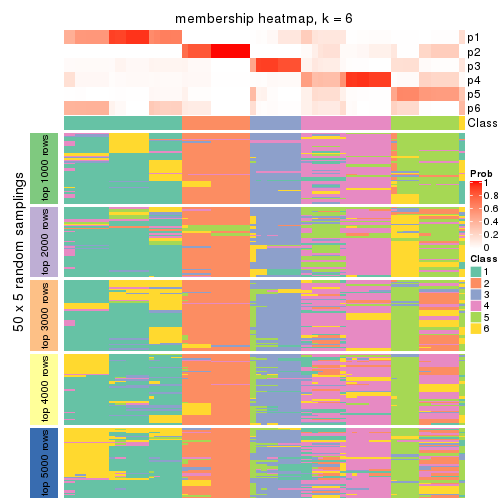 membership heatmap, k = 6
p1
p2
p3
p4
p5
p6
Class
50 x 5 random samplings
top 1000 rows
top 2000 rows
top 3000 rows
top 4000 rows
top 5000 rows
Prob
1
0.8
0.6
0.4
0.2
0
Class
1
2
3
4
5
6